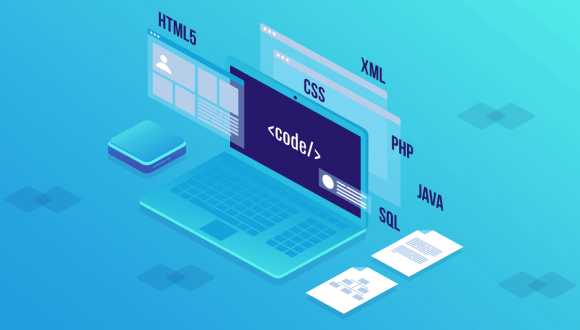 HTML5
XML
CSS
<code/>
PHP
JAVA
SQL